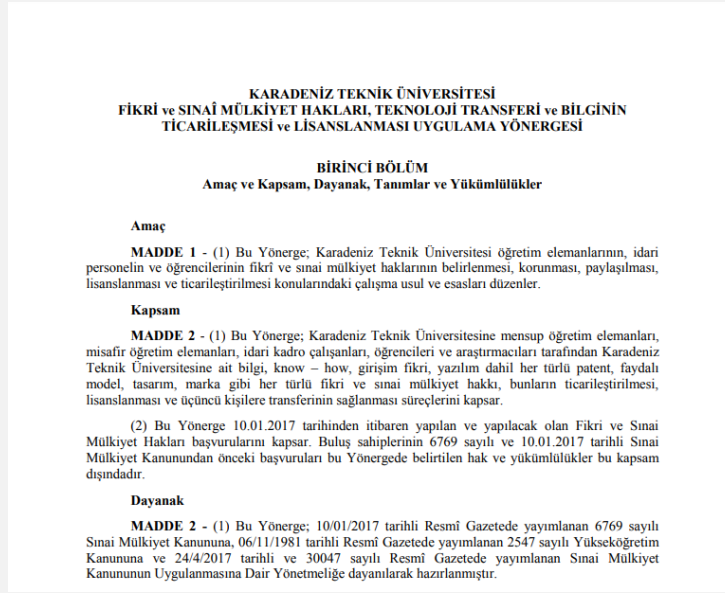 KARADENİZ TEKNİK ÜNİVERSİTESİ
FİKRİ ve SINAÎ MÜLKİYET HAKLARI, TEKNOLOJİ TRANSFERİ ve BİLGİNİN
TİCARİLEŞMESİ ve LİSANSLANMASI UYGULAMA YÖNERGESİ
BİRİNCİ BÖLÜM
Amaç ve Kapsam, Dayanak, Tanımlar ve Yükümlülükler
Amaç
MADDE 1 - (1) Bu Yönerge; Karadeniz Teknik Üniversitesi öğretim elemanlarının, idari
personelin ve öğrencilerinin fikrî ve sınai mülkiyet haklarının belirlenmesi, korunması, paylaşılması,
lisanslanması ve ticarileştirilmesi konularındaki çalışma usul ve esasları düzenler.
Kapsam
MADDE 2 - (1) Bu Yönerge; Karadeniz Teknik Üniversitesine mensup öğretim elemanları,
misafir öğretim elemanları, idari kadro çalışanları, öğrencileri ve araştırmacıları tarafından Karadeniz
Teknik Üniversitesine ait bilgi, know – how, girişim fikri, yazılım dahil her türlü patent, faydalı
model, tasarım, marka gibi her türlü fikri ve sınai mülkiyet hakkı, bunların ticarileştirilmesi,
lisanslanması ve üçüncü kişilere transferinin sağlanması süreçlerini kapsar.
(2) Bu Yönerge 10.01.2017 tarihinden itibaren yapılan ve yapılacak olan Fikri ve Sınai
Mülkiyet Hakları başvurularını kapsar. Buluş sahiplerinin 6769 sayılı ve 10.01.2017 tarihli Sınai
Mülkiyet Kanunundan önceki başvuruları bu Yönergede belirtilen hak ve yükümlülükler bu kapsam
dışındadır.
Dayanak
MADDE 2 - (1) Bu Yönerge; 10/01/2017 tarihli Resmî Gazetede yayımlanan 6769 sayılı
Sınai Mülkiyet Kanununa, 06/11/1981 tarihli Resmî Gazetede yayımlanan 2547 sayılı Yükseköğretim
Kanununa ve 24/4/2017 tarihli ve 30047 sayılı Resmî Gazetede yayımlanan Sınai Mülkiyet
Kanununun Uygulanmasına Dair Yönetmeliğe dayanılarak hazırlanmıştır.